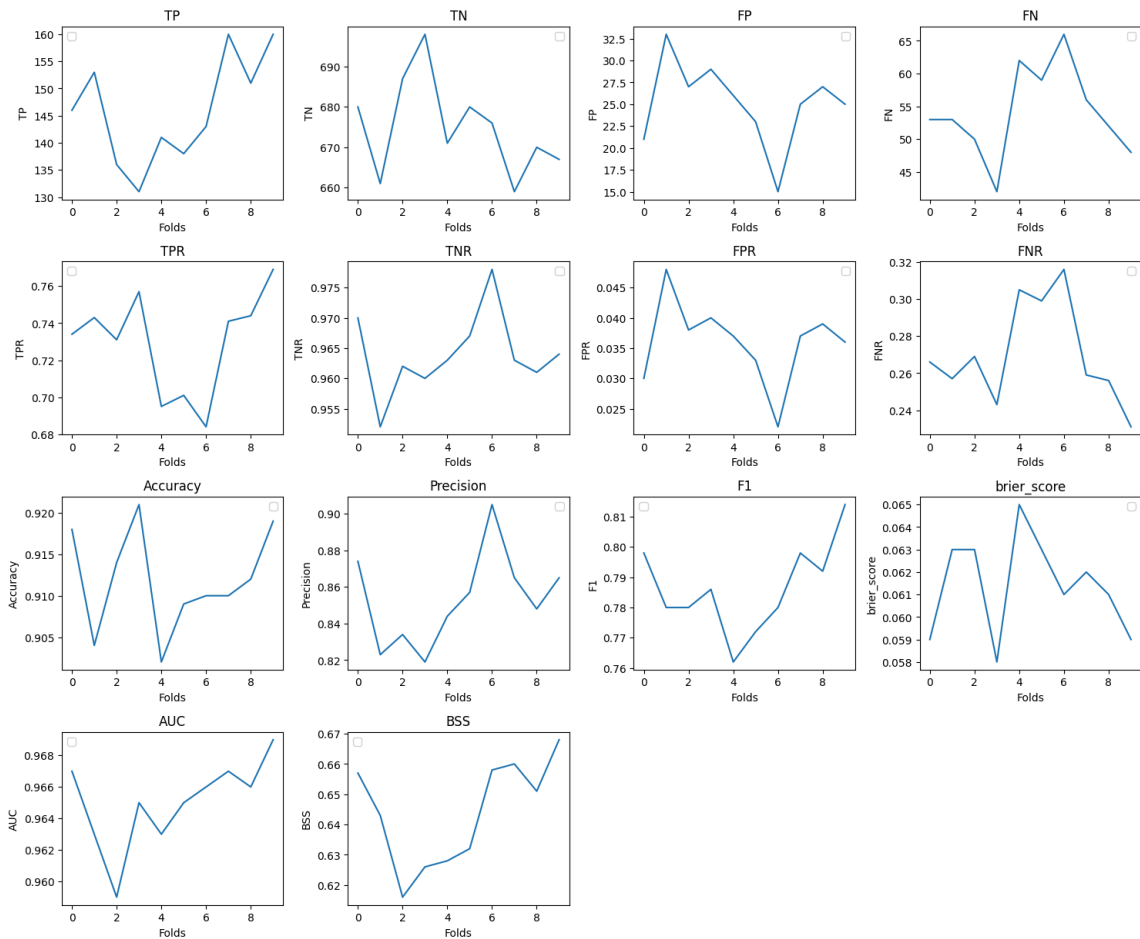 TP
TN
FP
FN
160
155
150
145
140
135
130
TP
0 2 4 6 8
Folds
690
680
670
660
TN
0 2 4 6 8
Folds
32.5
30.0
27.5
25.0
22.5
20.0
17.5
15.0
FP
0 2 4 6 8
Folds
65
60
55
50
45
FN
0 2 4 6 8
Folds
TPR
TNR
FPR
FNR
0.76
0.74
0.72
0.70
0.68
TPR
0 2 4 6 8
Folds
0.975
0.970
0.965
0.960
0.955
TNR
0 2 4 6 8
Folds
0.045
0.040
0.035
0.030
0.025
FPR
0 2 4 6 8
Folds
0.32
0.30
0.28
0.26
0.24
FNR
0 2 4 6 8
Folds
Accuracy
Precision
F1
brier_score
0.920
0.915
0.910
0.905
Accuracy
0 2 4 6 8
Folds
0.90
0.88
0.86
0.84
0.82
Precision
0 2 4 6 8
Folds
0.81
0.80
0.79
0.78
0.77
0.76
F1
0 2 4 6 8
Folds
0.065
0.064
0.063
0.062
0.061
0.060
0.059
0.058
brier_score
0 2 4 6 8
Folds
AUC
BSS
0.968
0.966
0.964
0.962
0.960
AUC
0 2 4 6 8
Folds
0.67
0.66
0.65
0.64
0.63
0.62
BSS
0 2 4 6 8
Folds